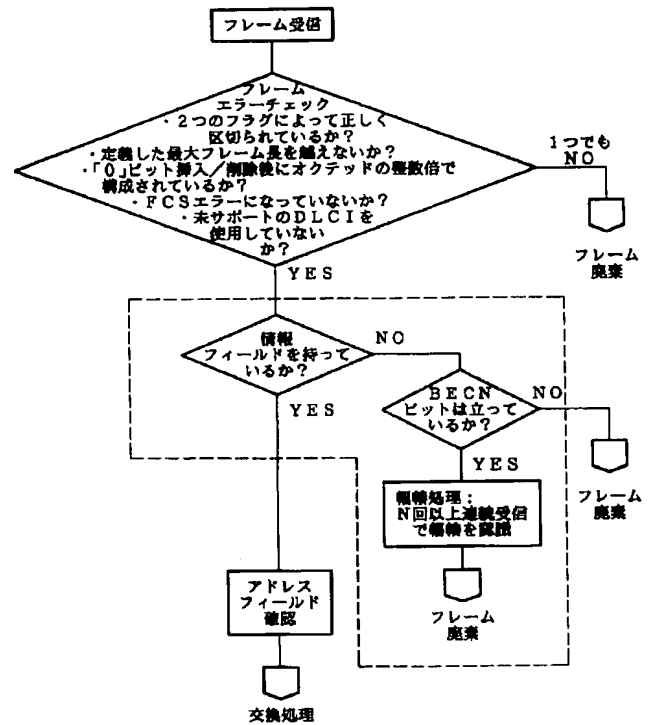 フレーム受信
フレーム
エラーチェック
・2つのフラグによって正しく
区切られているか?
・定義した最大フレーム長を越えないか?
・「0」ビット挿入/削除後にオクテッドの整数倍で
構成されているか?
・FCSエラーになっていないか?
・未サポートのDLCIを
使用していない
か?
1つでも
NO
フレーム
廃棄
YES
情報
フィールドを持って
いるか?
NO
YES
BECN
ビットは立って
いるか?
NO
フレーム
廃棄
YES
輻輳処理:
N回以上連続受信
で輻輳を認識
フレーム
廃棄
アドレス
フィールド
確認
交換処理